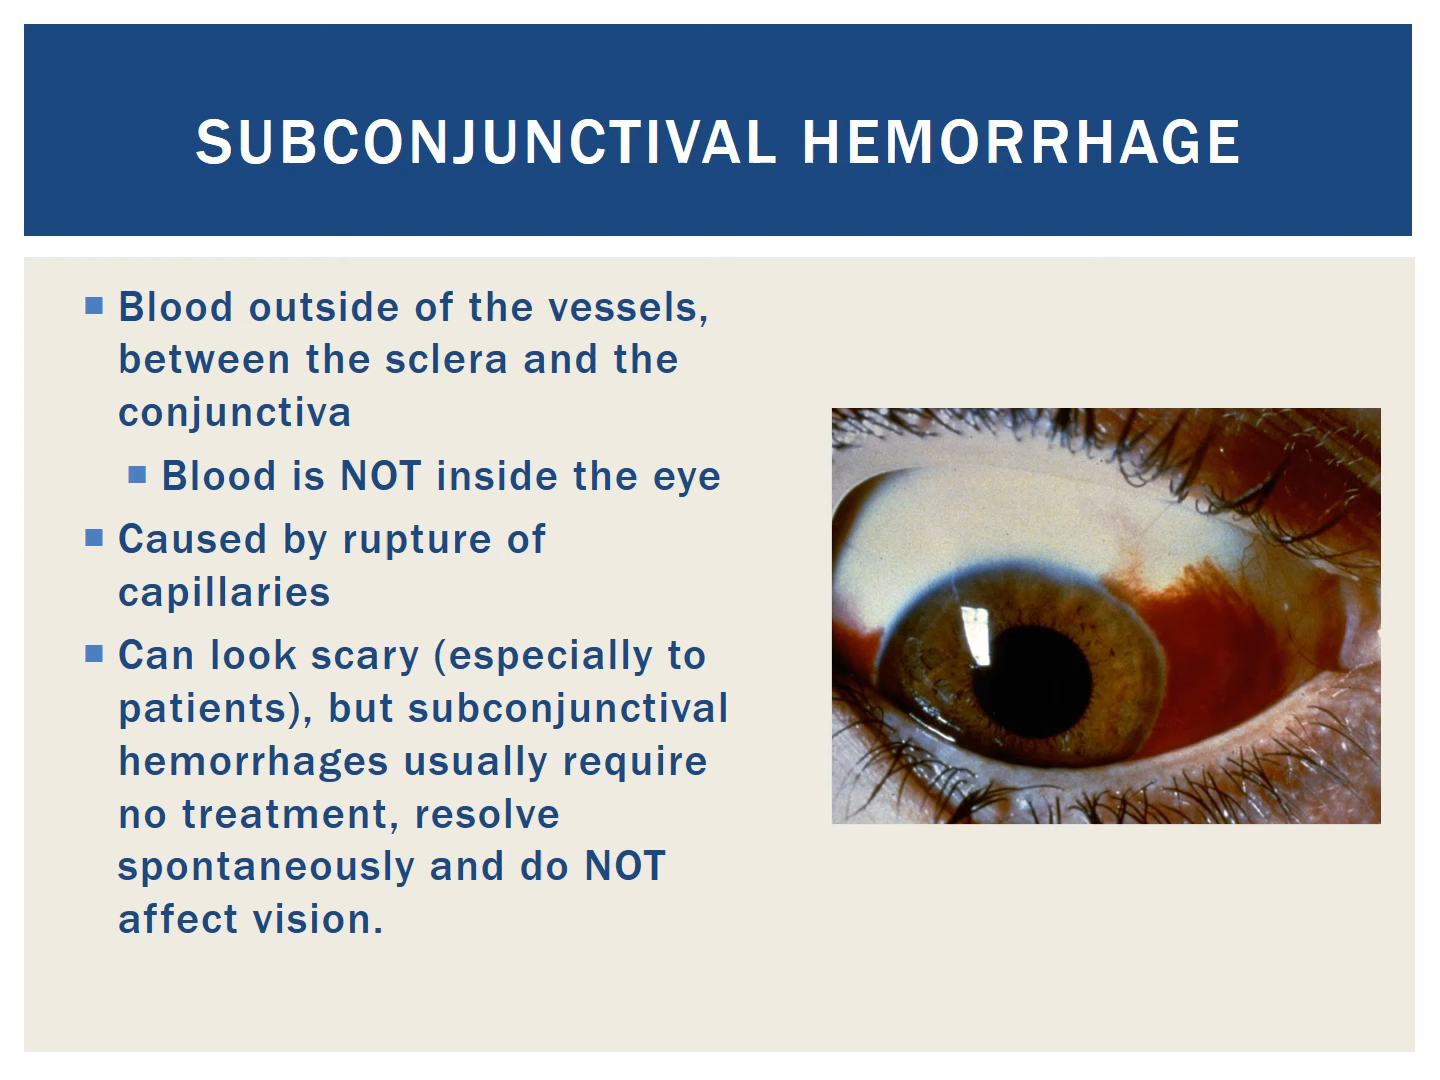 SUBCONJUNCTIVAL HEMORRHAGE
Blood outside of the vessels,
between the sclera and the
conjunctiva
Blood is NOT inside the eye
Caused by rupture of
capillaries
Can look scary (especially to
patients), but subconjunctival
hemorrhages usually require
no treatment, resolve
spontaneously and do NOT
affect vision.